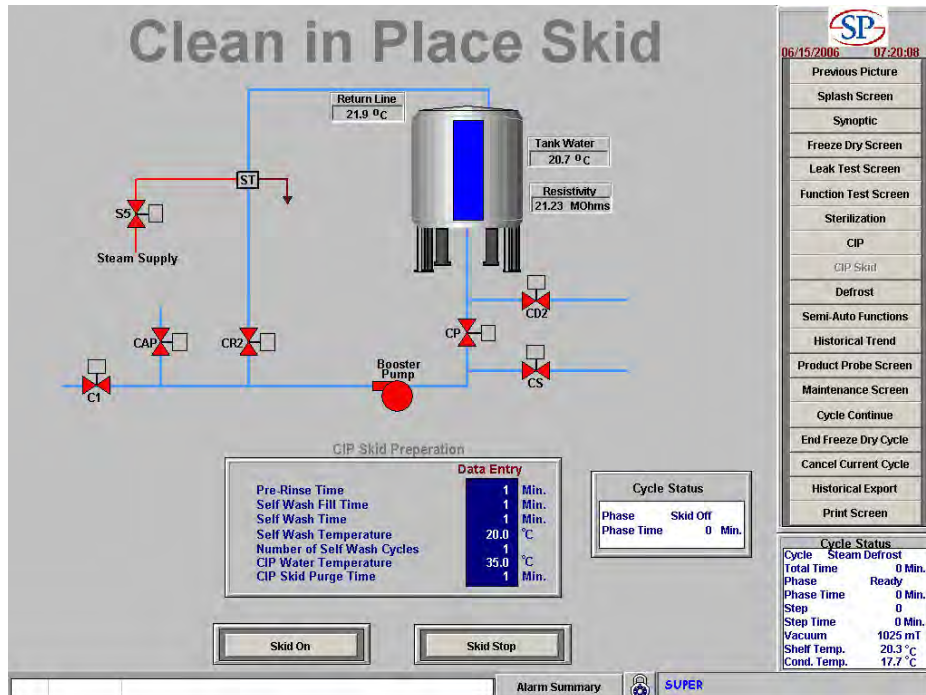 Clean in Place Skid
SP
06/15/2006 07:20:08
Previous Picture
Splash Screen
Synoptic
Freeze Dry Screen
Leak Test Screen
Function Test Screen
Sterilization
CIP
CIP Skid
Defrost
Semi-Auto Functions
Historical Trend
Product Probe Screen
Maintenance Screen
Cycle Continue
End Freeze Dry Cycle
Cancel Current Cycle
Historical Export
Print Screen
Return Line
21.9 °C
Tank Water
20.7 °C
Resistivity
21.23 MOhms
ST
S5
Steam Supply
CAP
CR2
C1
Booster
Pump
CP
CD2
CS
CIP Skid Preperation
Data Entry
Pre-Rinse Time 1 Min.
Self Wash Fill Time 1 Min.
Self Wash Time 1 Min.
Self Wash Temperature 20.0 °C
Number of Self Wash Cycles 1
CIP Water Temperature 35.0 °C
CIP Skid Purge Time 1 Min.
Cycle Status
Phase Skid Off
Phase Time 0 Min.
Skid On
Skid Stop
Cycle Status
Cycle Steam Defrost
Total Time 0 Min.
Phase Ready
Phase Time 0 Min.
Step 0
Step Time 0 Min.
Vacuum 1025 mT
Shelf Temp. 20.3 °C
Cond. Temp. 17.7 °C
Alarm Summary
SUPER